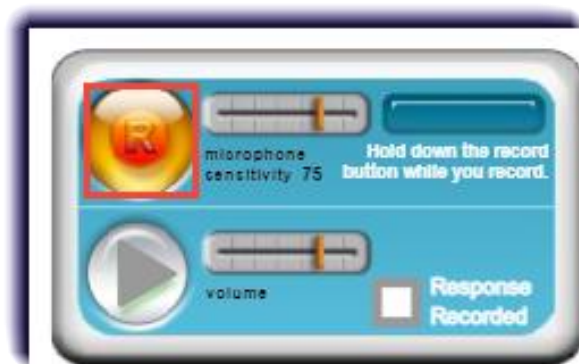 R
microphone
sensitivity 75
Hold down the record
button while you record.
volume
Response
Recorded